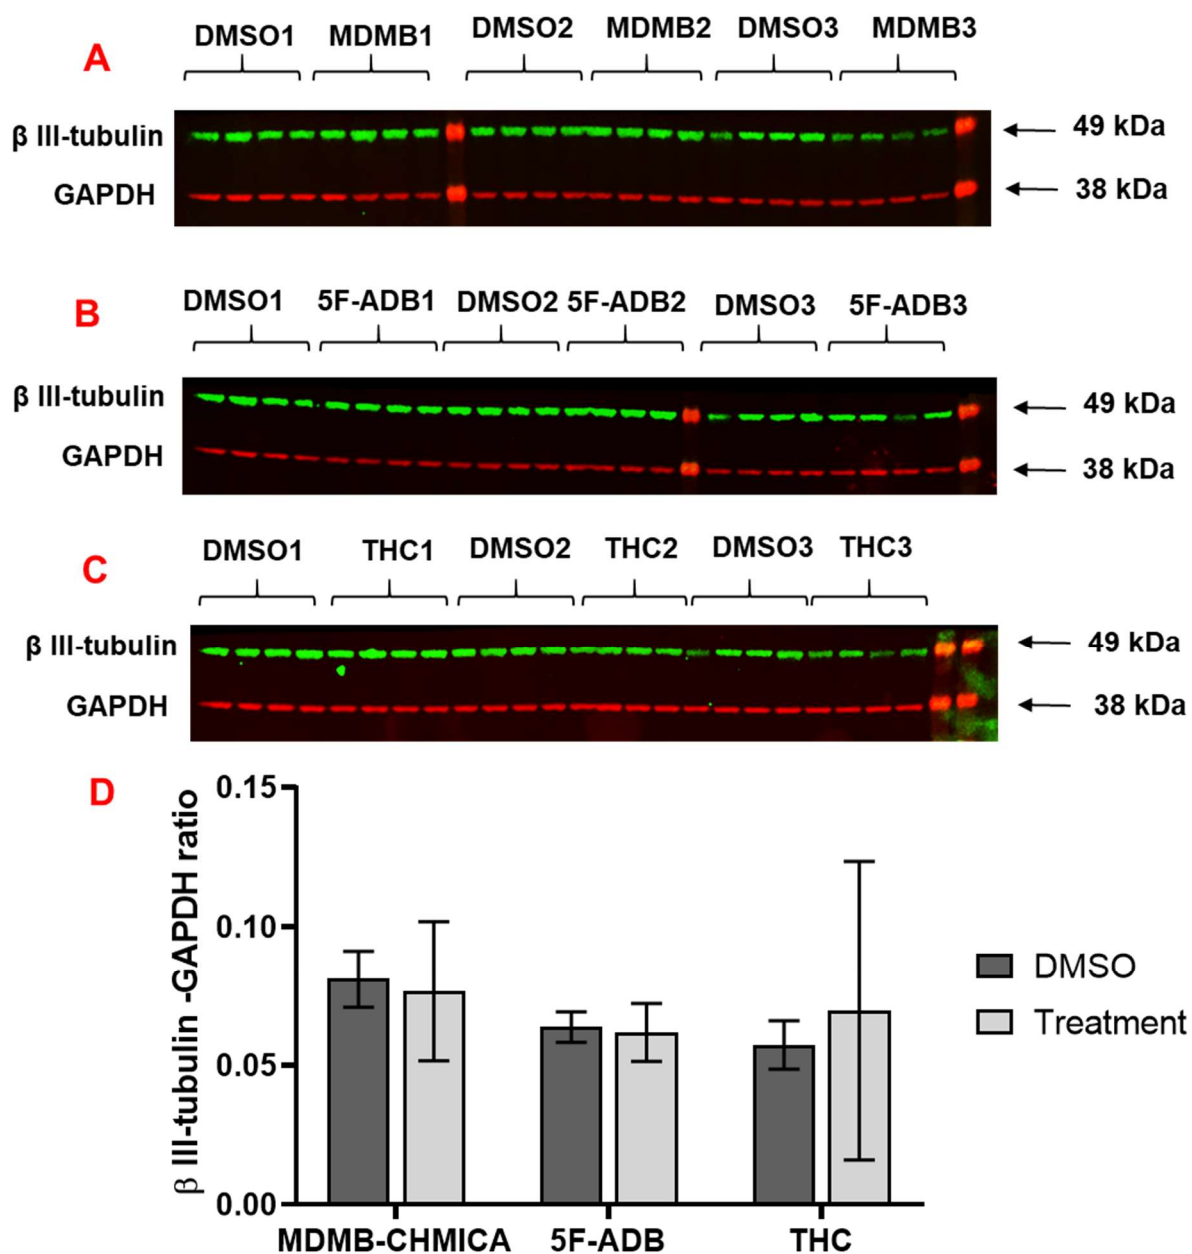 A
DMSO1 MDMB1 DMSO2 MDMB2 DMSO3 MDMB3
β III-tubulin
49 kDa
GAPDH
38 kDa
B
DMSO1 5F-ADB1 DMSO2 5F-ADB2 DMSO3 5F-ADB3
β III-tubulin
49 kDa
GAPDH
38 kDa
C
DMSO1 THC1 DMSO2 THC2 DMSO3 THC3
β III-tubulin
49 kDa
GAPDH
38 kDa
D
β III-tubulin -GAPDH ratio
0.15
0.10
0.05
0.00
MDMB-CHMICA 5F-ADB THC
DMSO
Treatment